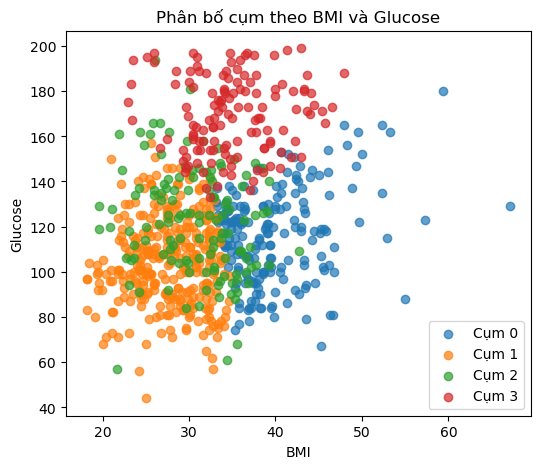 Phân bố cụm theo BMI và Glucose
200
180
160
140
120
100
80
60
40
Glucose
20
30
40
50
60
BMI
Cụm 0
Cụm 1
Cụm 2
Cụm 3